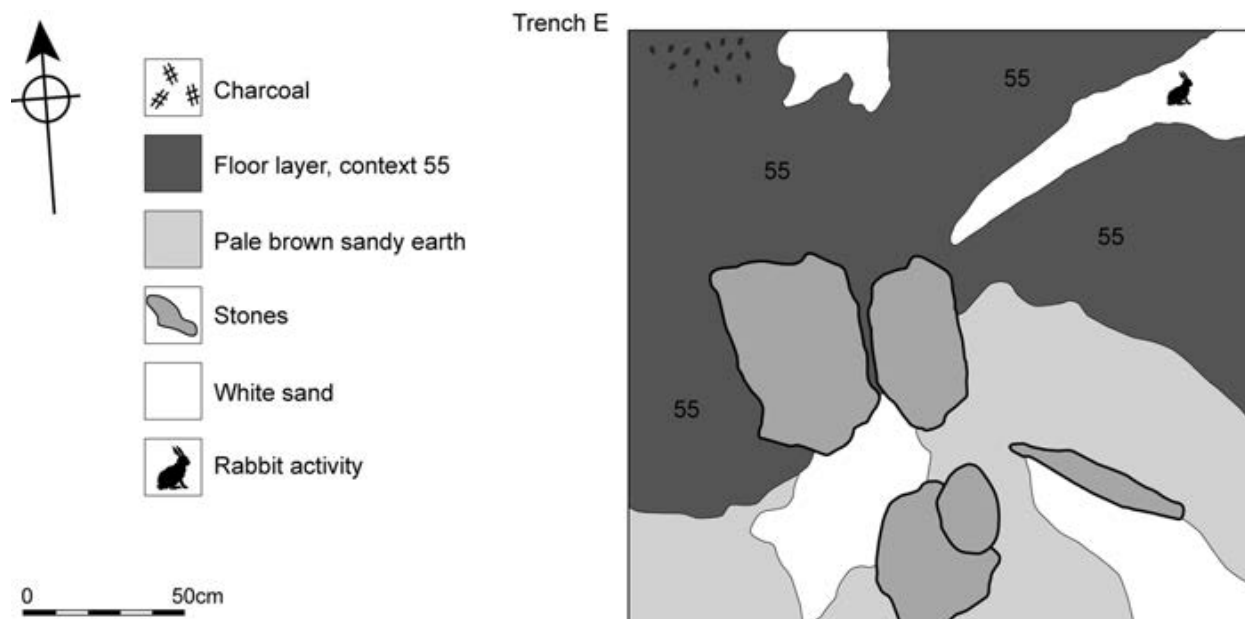 Trench E
Charcoal
Floor layer, context 55
Pale brown sandy earth
Stones
White sand
Rabbit activity
0 50cm
55
55
55
55